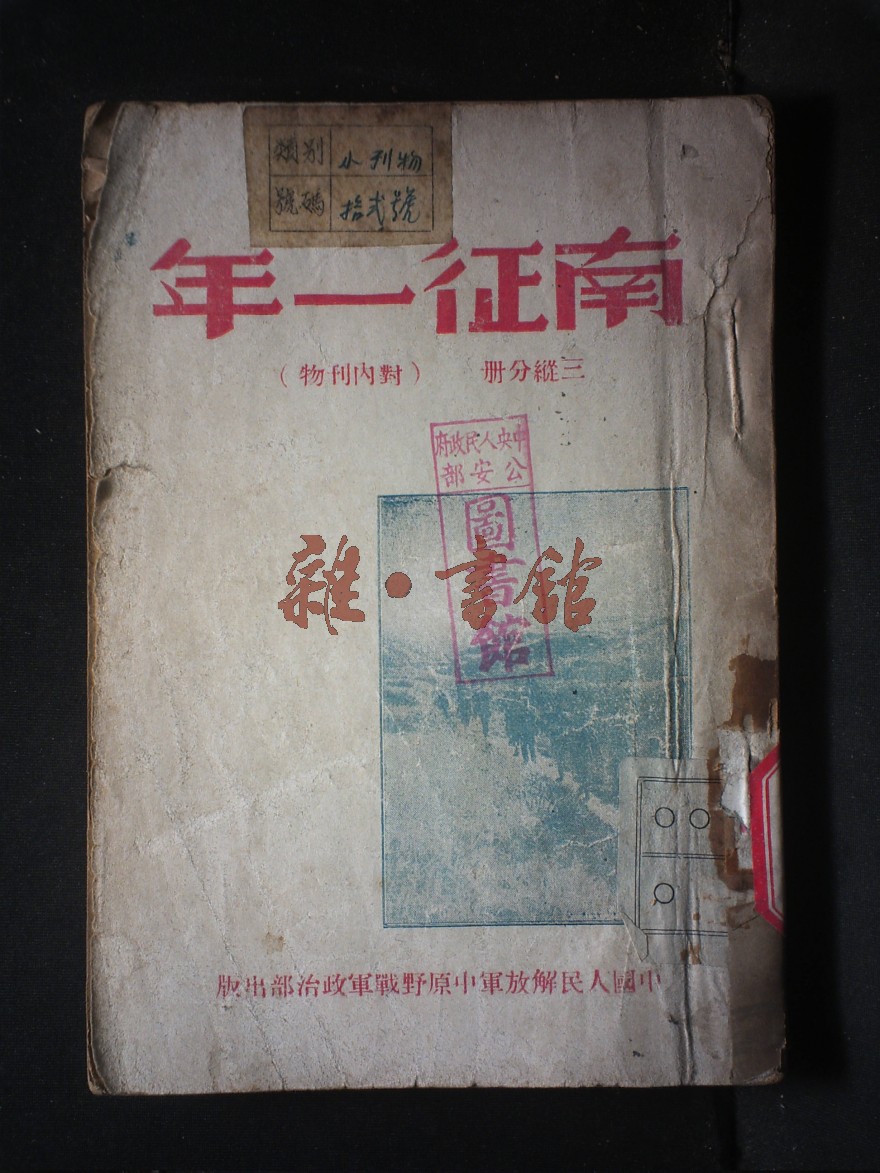 類別 小刊物
號碼 拾弍號
南征一年
三縱分册 （對內刊物）
中央人民政府
公安部
圖書館
雜·書館
中國人民解放軍中原野戰軍政治部出版